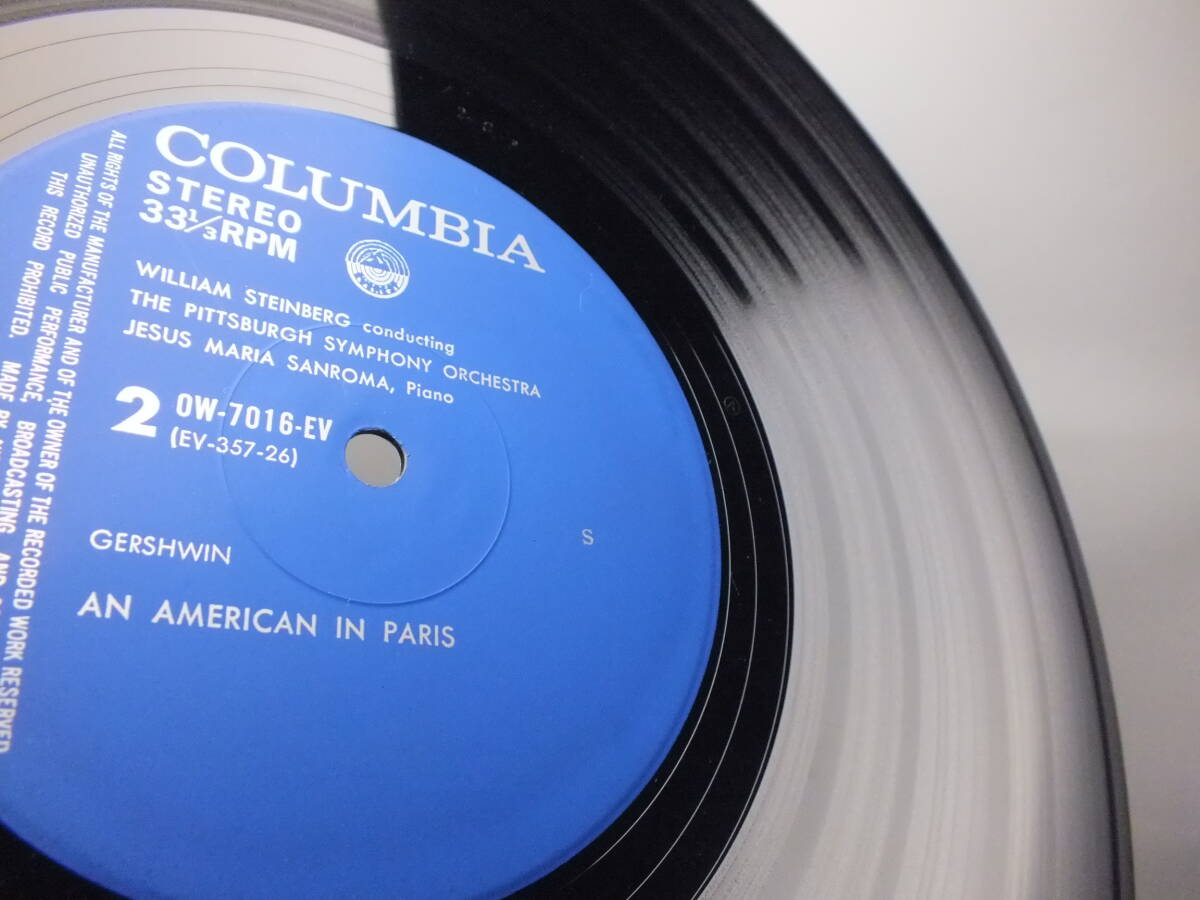 COLUMBIA
STEREO
33⅓RPM
WILLIAM STEINBERG conducting
THE PITTSBURGH SYMPHONY ORCHESTRA
JESUS MARIA SANROMA, Piano
2
OW-7016-EV
(EV-357-26)
S
GERSHWIN
AN AMERICAN IN PARIS
ALL RIGHTS OF THE MANUFACTURER AND OF THE OWNER OF THE RECORDED WORK RESERVED
UNAUTHORIZED PUBLIC PERFORMANCE, BROADCASTING AND
THIS RECORD PROHIBITED. MADE BY